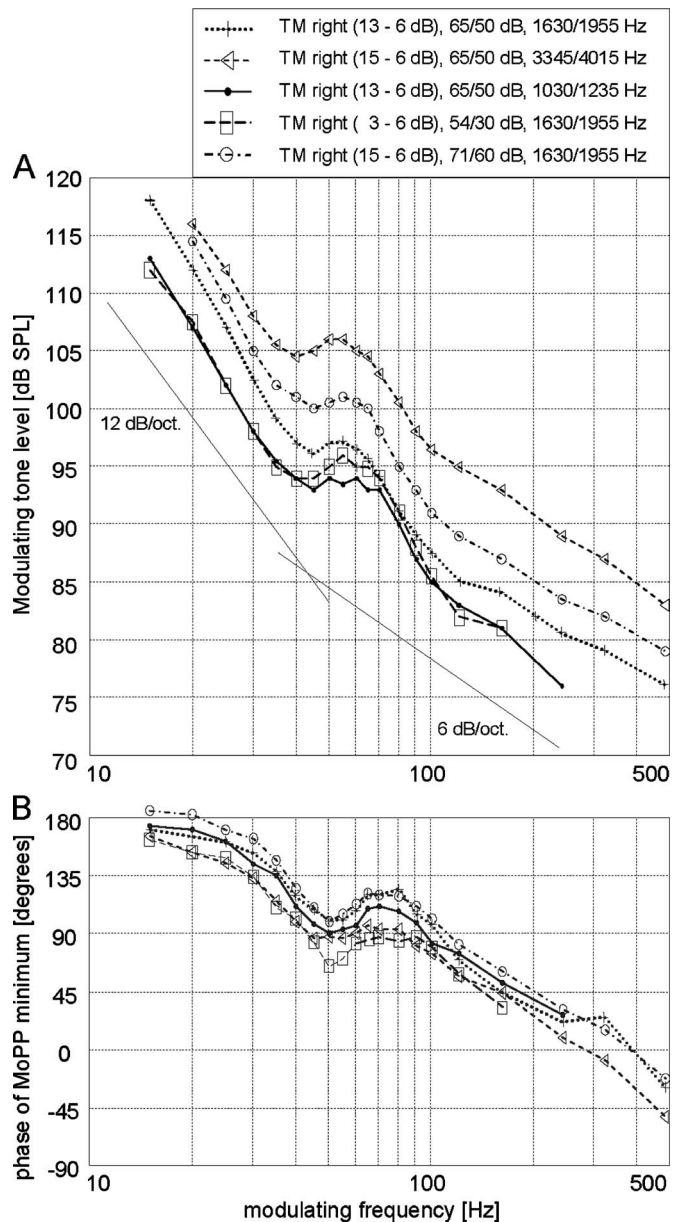 TM right (13 - 6 dB), 65/50 dB, 1630/1955 Hz
TM right (15 - 6 dB), 65/50 dB, 3345/4015 Hz
TM right (13 - 6 dB), 65/50 dB, 1030/1235 Hz
TM right ( 3 - 6 dB), 54/30 dB, 1630/1955 Hz
TM right (15 - 6 dB), 71/60 dB, 1630/1955 Hz
A
120
115
110
105
100
95
90
85
80
75
70
Modulating tone level [dB SPL]
12 dB/oct.
6 dB/oct.
10
100
500
B
180
135
90
45
0
-45
-90
phase of MoPP minimum [degrees]
10
100
500
modulating frequency [Hz]